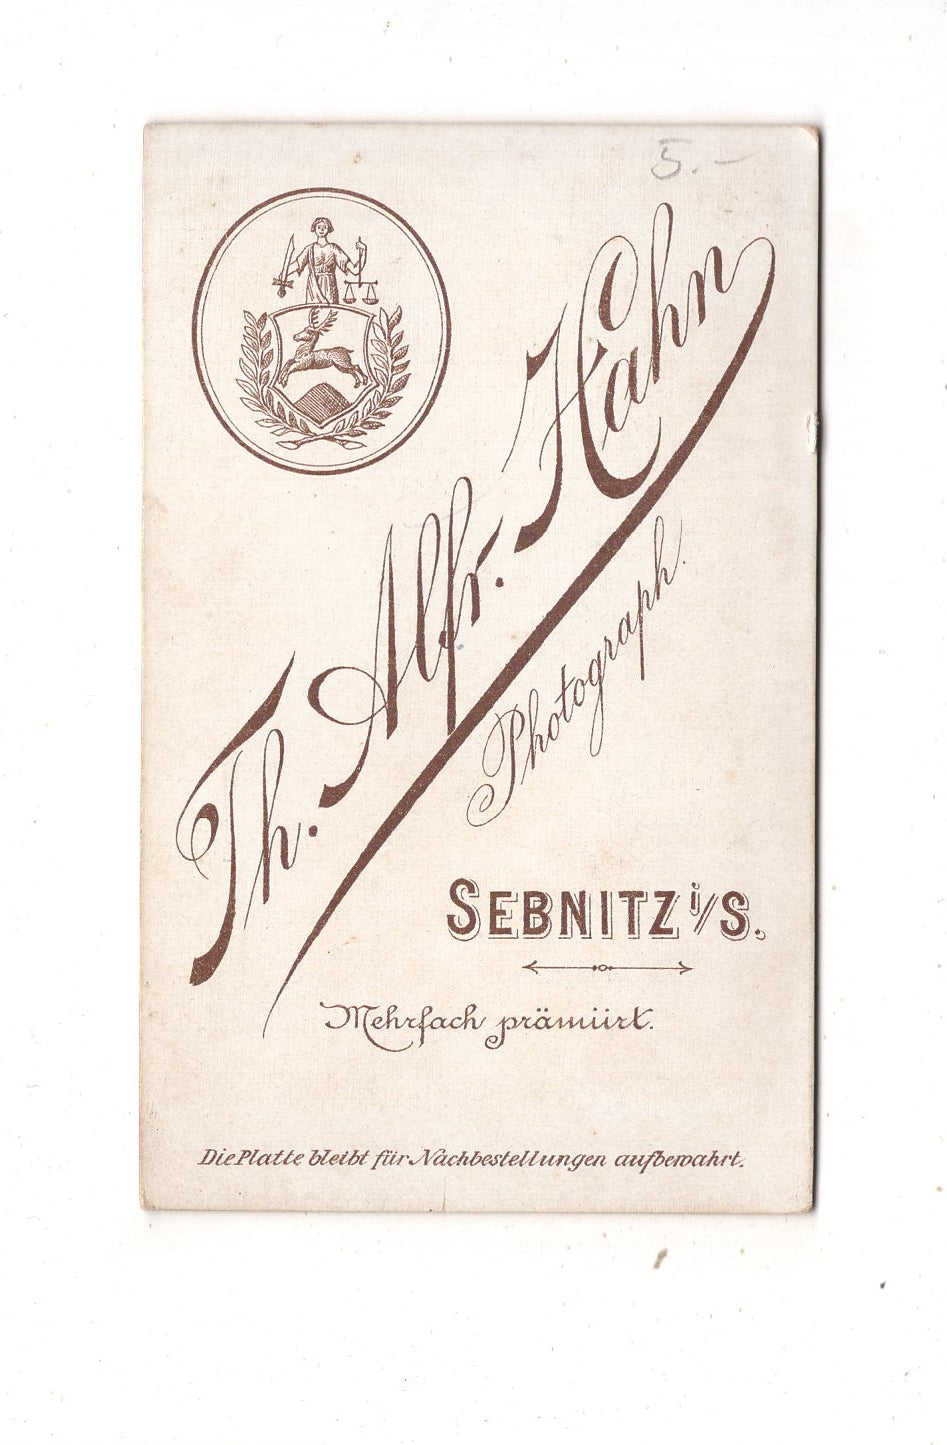 5.-
Th. Alfr. Hahn
Photograph.
SEBNITZ i/S.
Mehrfach prämiirt.
Die Platte bleibt für Nachbestellungen aufbewahrt.